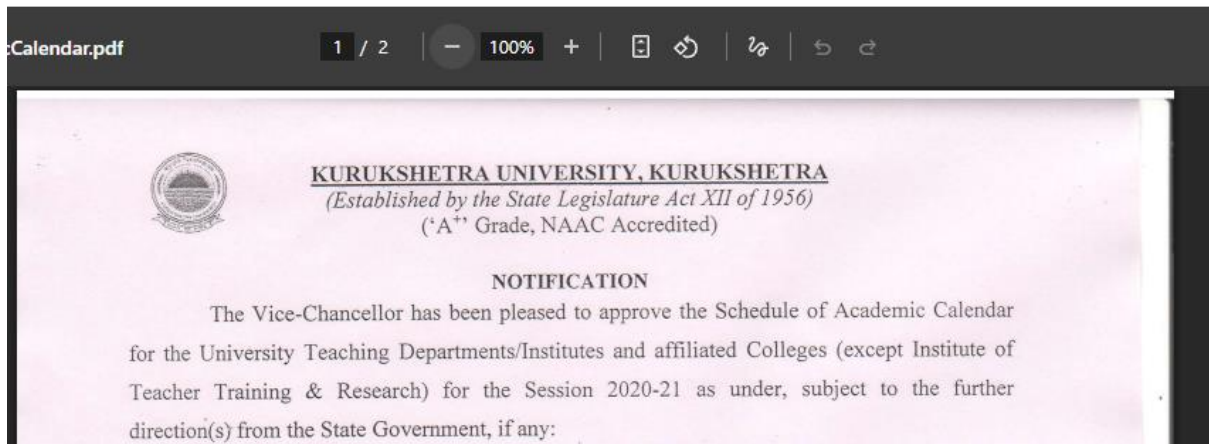 cCalendar.pdf
1 / 2
100%
KURUKSHETRA UNIVERSITY, KURUKSHETRA
(Established by the State Legislature Act XII of 1956)
('A+' Grade, NAAC Accredited)
NOTIFICATION
The Vice-Chancellor has been pleased to approve the Schedule of Academic Calendar
for the University Teaching Departments/Institutes and affiliated Colleges (except Institute of
Teacher Training & Research) for the Session 2020-21 as under, subject to the further
direction(s) from the State Government, if any: